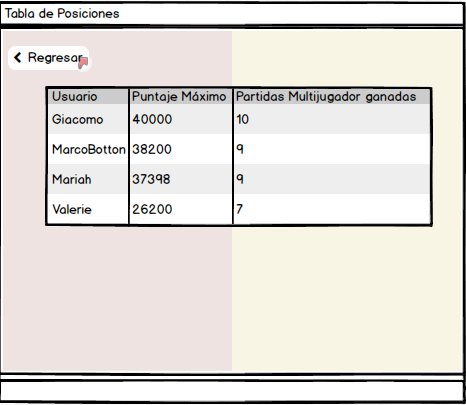 Tabla de Posiciones
Regresar
Usuario Puntaje Máximo Partidas Multijugador ganadas
Giacomo 40000 10
MarcoBotton 38200 9
Mariah 37398 9
Valerie 26200 7